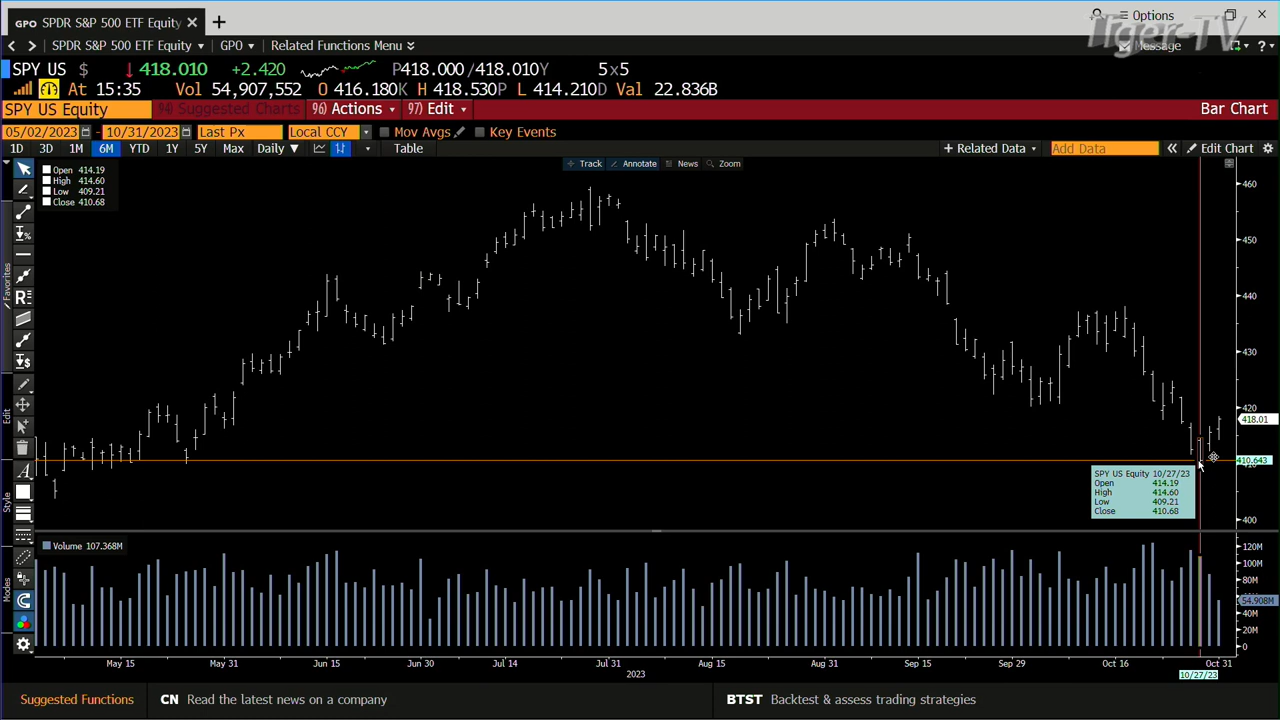 GPO SPDR S&P 500 ETF Equity
Options
Tiger-TV
SPDR S&P 500 ETF Equity GPO Related Functions Menu
Message
SPY US $ ↓418.010 +2.420 P418.000/418.010Y 5x5
At 15:35 Vol 54,907,552 O 416.180K H 418.530P L 414.210D Val 22.836B
SPY US Equity 94) Suggested Charts 96) Actions 97) Edit Bar Chart
05/02/2023 - 10/31/2023 Last Px Local CCY Mov Avgs Key Events
1D 3D 1M 6M YTD 1Y 5Y Max Daily ▼ Table + Related Data Add Data « Edit Chart
Track Annotate News Zoom
Open 414.19
High 414.60
Low 409.21
Close 410.68
460
450
440
430
420
418.01
410.643
400
SPY US Equity 10/27/23
Open 414.19
High 414.60
Low 409.21
Close 410.68
Favorites
Edit
Style
Modes
Volume 107.368M
120M
100M
80M
54.908M
40M
20M
0
May 15 May 31 Jun 15 Jun 30 Jul 14 Jul 31 Aug 15 Aug 31 Sep 15 Sep 29 Oct 16 Oct 31
2023
10/27/23
Suggested Functions CN Read the latest news on a company BTST Backtest & assess trading strategies